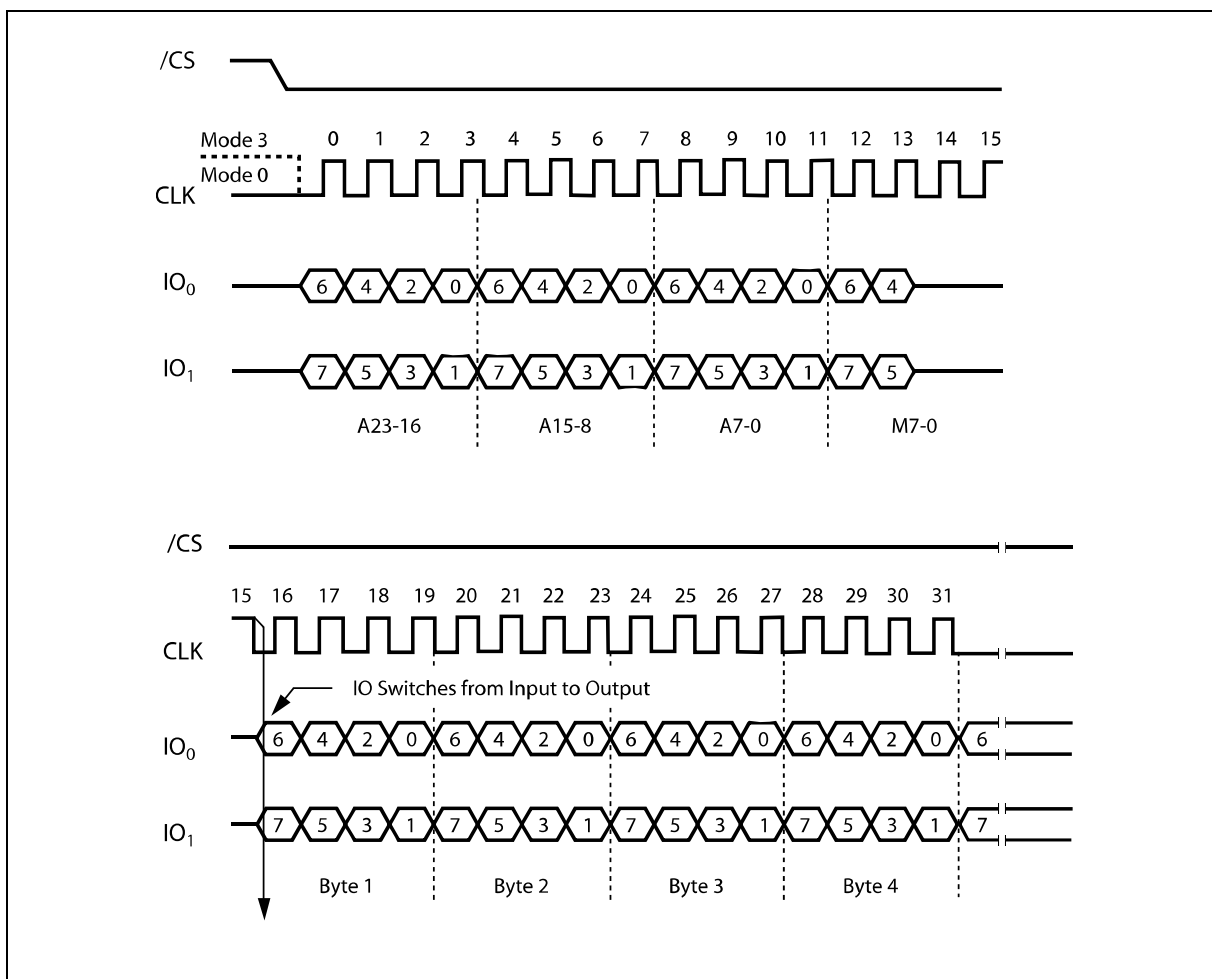 /CS
Mode 3
0 1 2 3 4 5 6 7 8 9 10 11 12 13 14 15
Mode 0
CLK
IO0 6 4 2 0 6 4 2 0 6 4 2 0 6 4
IO1 7 5 3 1 7 5 3 1 7 5 3 1 7 5
A23-16 A15-8 A7-0 M7-0
/CS
15 16 17 18 19 20 21 22 23 24 25 26 27 28 29 30 31
CLK
IO Switches from Input to Output
IO0 6 4 2 0 6 4 2 0 6 4 2 0 6 4 2 0 6
IO1 7 5 3 1 7 5 3 1 7 5 3 1 7 5 3 1 7
Byte 1 Byte 2 Byte 3 Byte 4